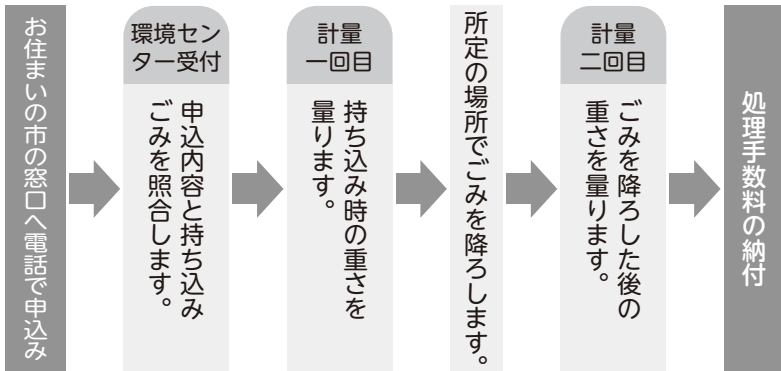 お住まいの市の窓口へ電話で申込み
環境セン
ター受付
申込内容と持ち込み
ごみを照合します。
計量
一回目
持ち込み時の重さを
量ります。
所定の場所でごみを降ろします。
計量
二回目
ごみを降ろした後の
重さを量ります。
処理手数料の納付